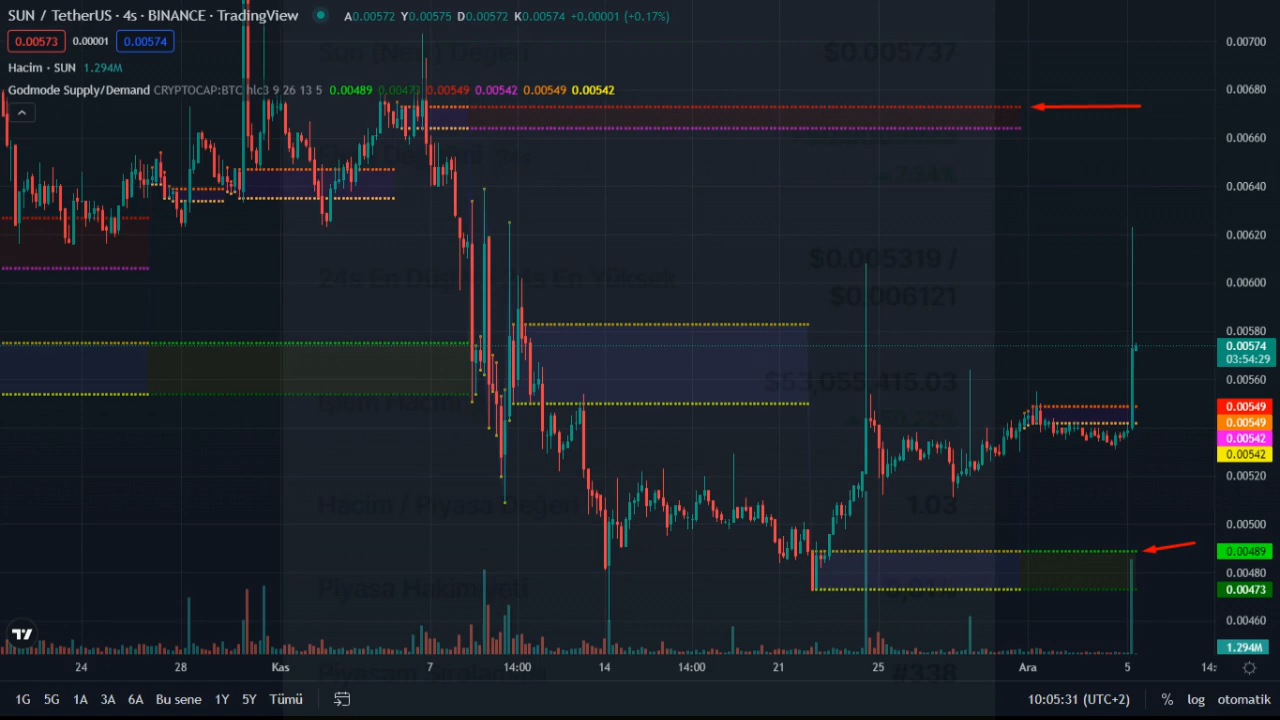 SUN / TetherUS · 4s · BINANCE · TradingView
A0.00572 Y0.00575 D0.00572 K0.00574 +0.00001 (+0.17%)
0.00573 0.00001 0.00574
Hacim · SUN 1.294M
Godmode Supply/Demand CRYPTOCAP:BTC hlc3 9 26 13 5 0.00489 0.00473 0.00549 0.00542 0.00549 0.00542
$0.005737
$0.005319 /
24s En Yüksek
$0.006121
Hacim / Piyasa Değeri 1.03
Piyasa Hakimiyeti
#338
0.00700
0.00680
0.00660
0.00640
0.00620
0.00600
0.00580
0.00574
03:54:29
0.00560
0.00549
0.00549
0.00542
0.00542
0.00520
0.00500
0.00489
0.00480
0.00473
0.00460
1.294M
24 28 Kas 7 14:00 14 14:00 21 25 Ara 5 14:
1G 5G 1A 3A 6A Bu sene 1Y 5Y Tümü 10:05:31 (UTC+2) % log otomatik